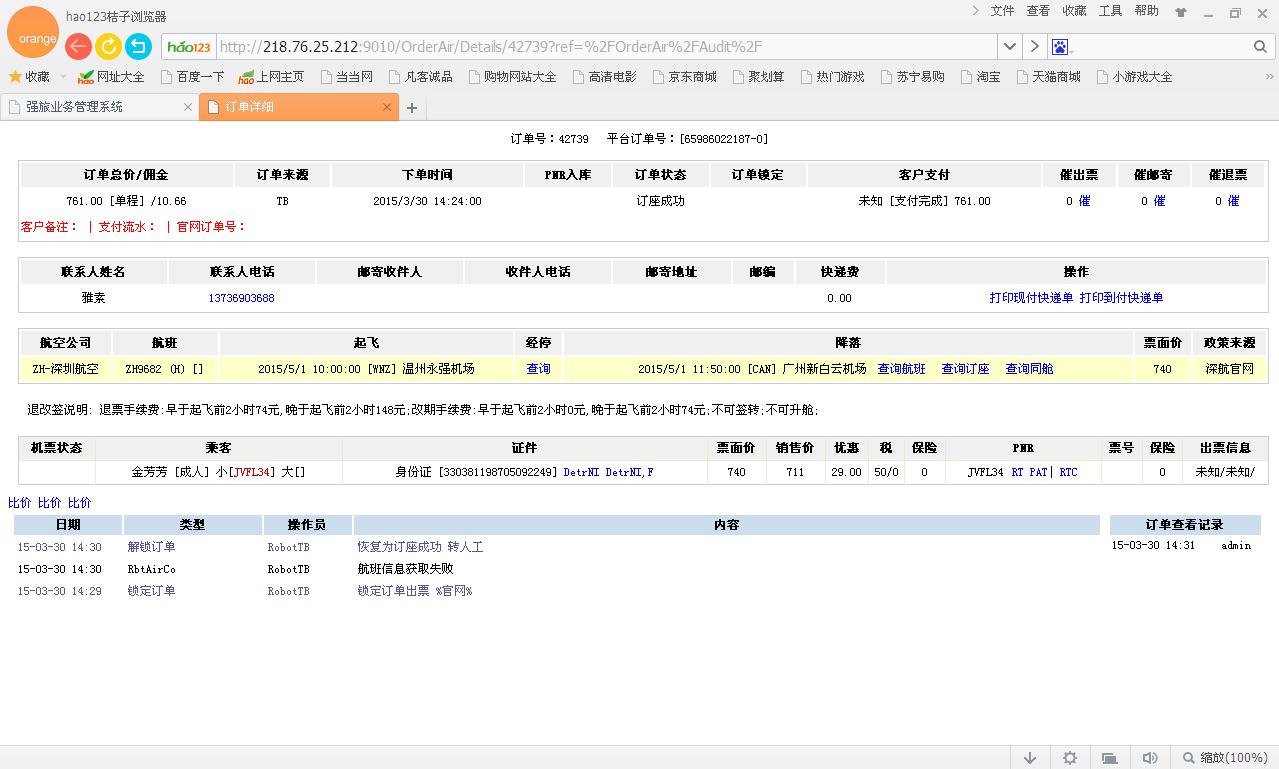 hao123桔子浏览器 文件 查看 收藏 工具 帮助
orange hao123 http://218.76.25.212:9010/OrderAir/Details/42739?ref=%2FOrderAir%2FAudit%2F
收藏 hao 网址大全 百度一下 hao 上网主页 当当网 凡客诚品 购物网站大全 高清电影 京东商城 聚划算 热门游戏 苏宁易购 淘宝 天猫商城 小游戏大全
强旅业务管理系统 订单详细
订单号：42739 平台订单号：[65986022187-0]
订单总价/佣金 订单来源 下单时间 PNR入库 订单状态 订单锁定 客户支付 催出票 催邮寄 催退票
761.00 [单程] /10.66 TB 2015/3/30 14:24:00 订座成功 未知 [支付完成] 761.00 0 催 0 催 0 催
客户备注： | 支付流水： | 官网订单号：
联系人姓名 联系人电话 邮寄收件人 收件人电话 邮寄地址 邮编 快递费 操作
雅素 13736903688 0.00 打印现付快递单 打印到付快递单
航空公司 航班 起飞 经停 降落 票面价 政策来源
ZH-深圳航空 ZH9682 (H) [] 2015/5/1 10:00:00 [WNZ] 温州永强机场 查询 2015/5/1 11:50:00 [CAN] 广州新白云机场 查询航班 查询订座 查询同舱 740 深航官网
退改签说明: 退票手续费:早于起飞前2小时74元,晚于起飞前2小时148元;改期手续费:早于起飞前2小时0元,晚于起飞前2小时74元;不可签转;不可升舱;
机票状态 乘客 证件 票面价 销售价 优惠 税 保险 PNR 票号 保险 出票信息
金芳芳 [成人] 小[JVFL34] 大[] 身份证 [330381198705092249] DetrNI DetrNI,F 740 711 29.00 50/0 0 JVFL34 RT PAT| RTC 0 未知/未知/
比价 比价 比价
日期 类型 操作员 内容 订单查看记录
15-03-30 14:30 解锁订单 RobotTB 恢复为订座成功 转人工 15-03-30 14:31 admin
15-03-30 14:30 RbtAirCo RobotTB 航班信息获取失败
15-03-30 14:29 锁定订单 RobotTB 锁定订单出票 %官网%
缩放(100%)